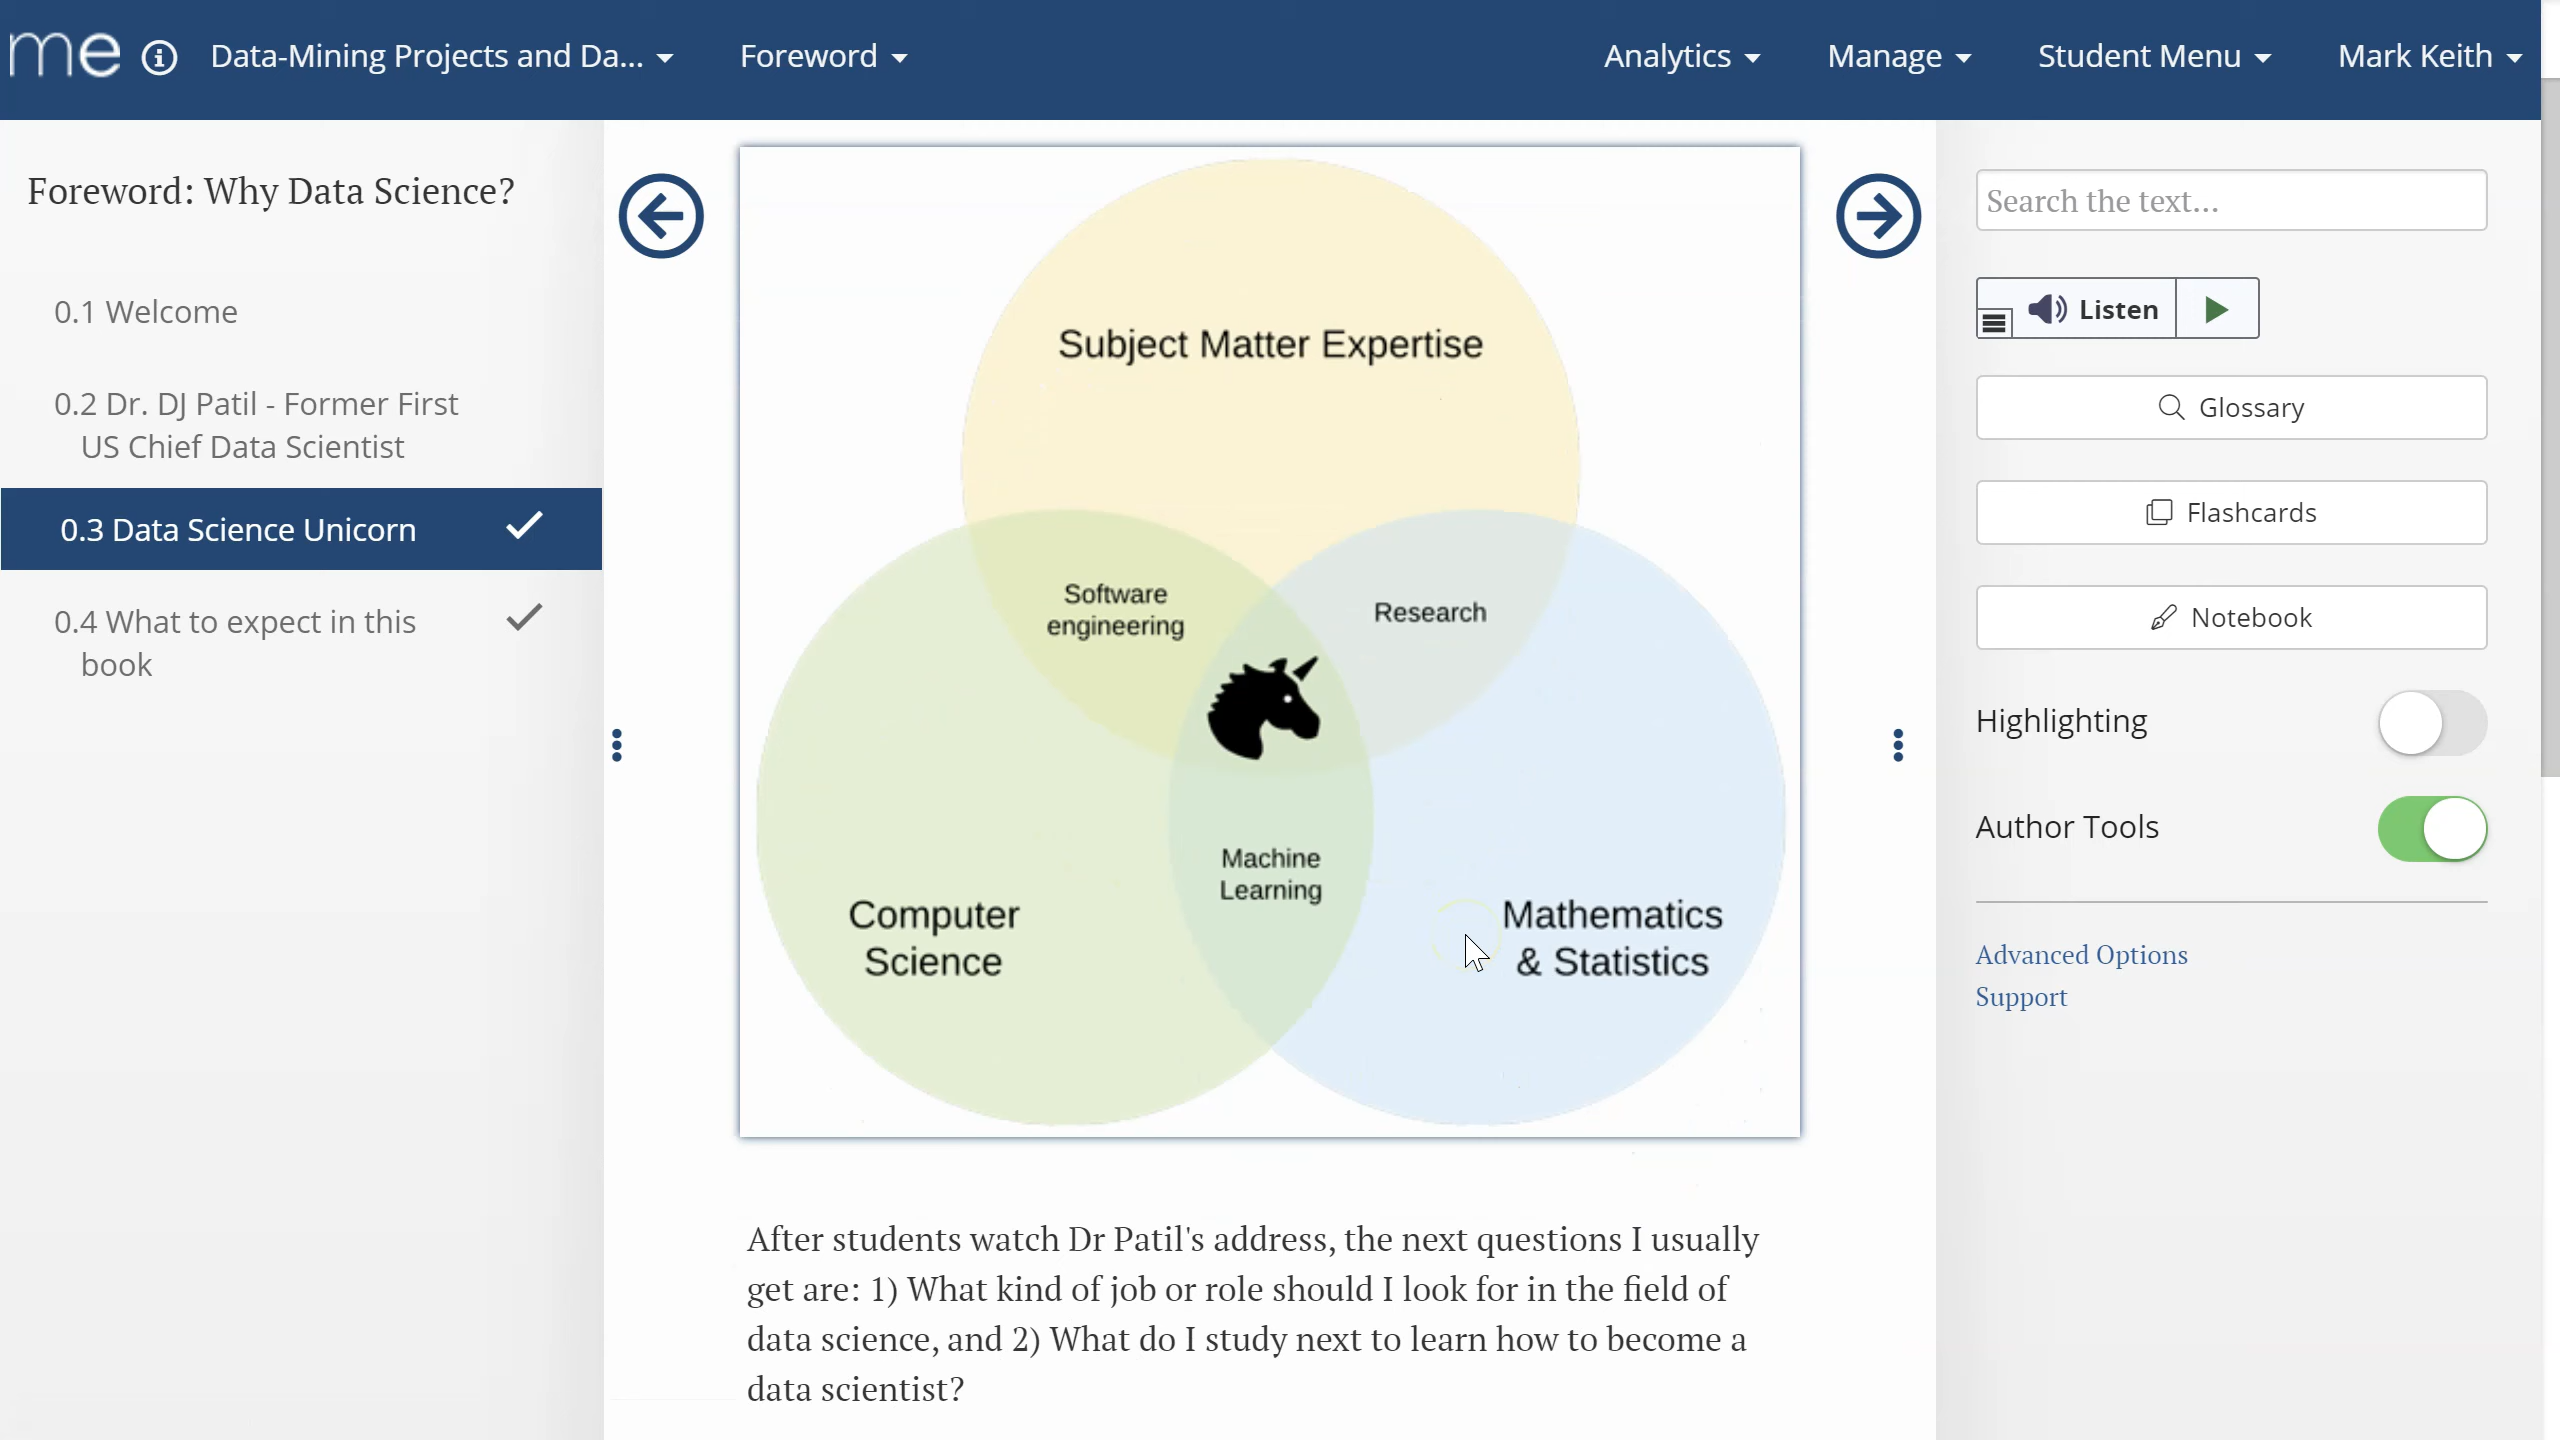 me Data-Mining Projects and Da... Foreword Analytics Manage Student Menu Mark Keith
Foreword: Why Data Science?
0.1 Welcome
0.2 Dr. DJ Patil - Former First
US Chief Data Scientist
0.3 Data Science Unicorn
0.4 What to expect in this
book
Subject Matter Expertise
Software
engineering
Research
Machine
Learning
Computer
Science
Mathematics
& Statistics
After students watch Dr Patil's address, the next questions I usually
get are: 1) What kind of job or role should I look for in the field of
data science, and 2) What do I study next to learn how to become a
data scientist?
Search the text...
Listen
Glossary
Flashcards
Notebook
Highlighting
Author Tools
Advanced Options
Support